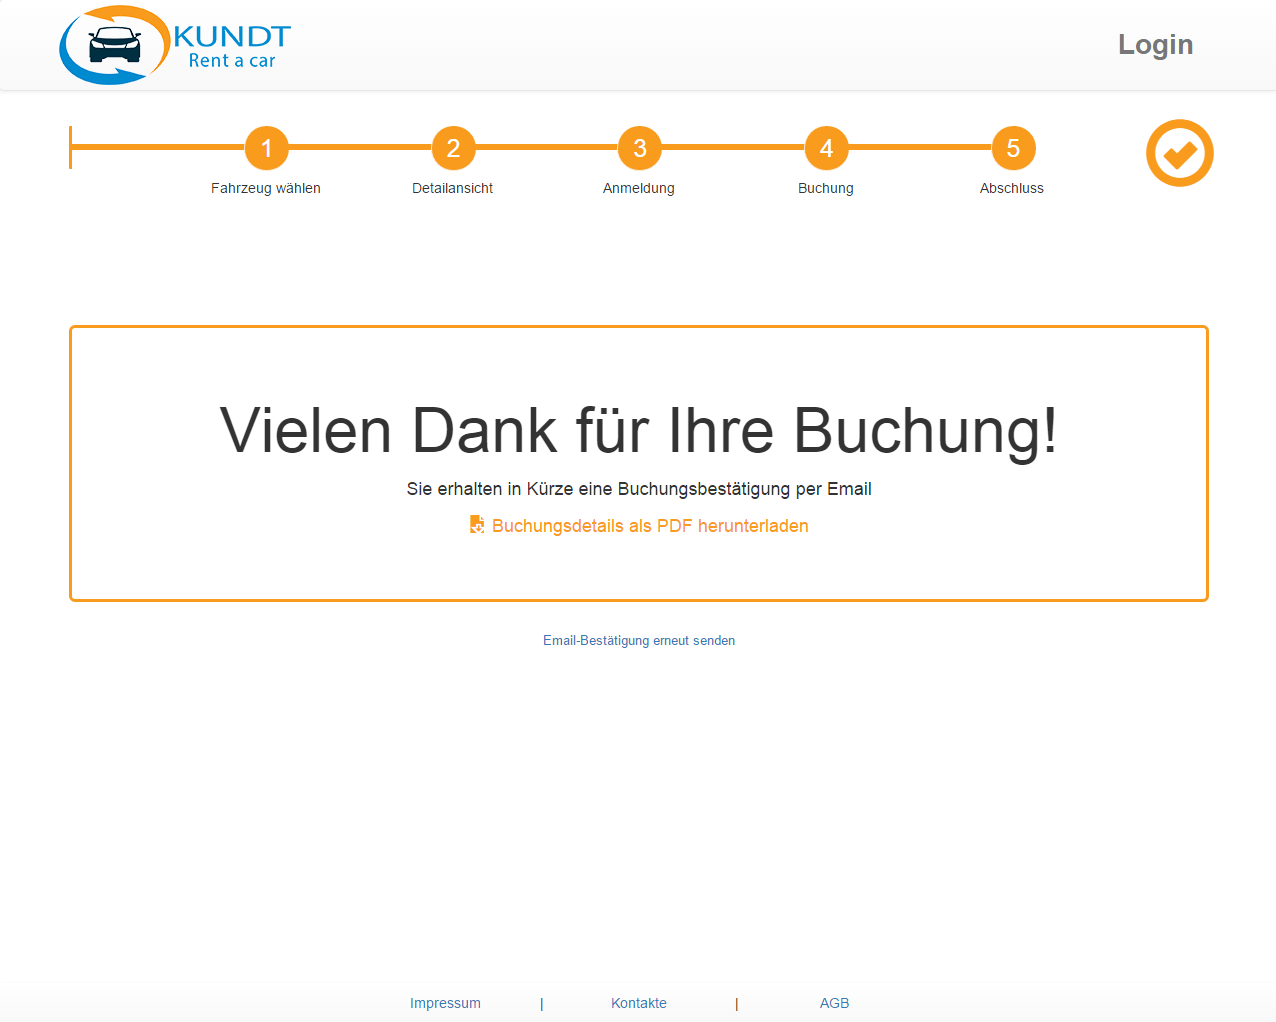 KUNDT
Rent a car
Login
1 2 3 4 5
Fahrzeug wählen Detailansicht Anmeldung Buchung Abschluss
Vielen Dank für Ihre Buchung!
Sie erhalten in Kürze eine Buchungsbestätigung per Email
Buchungsdetails als PDF herunterladen
Email-Bestätigung erneut senden
Impressum | Kontakte | AGB